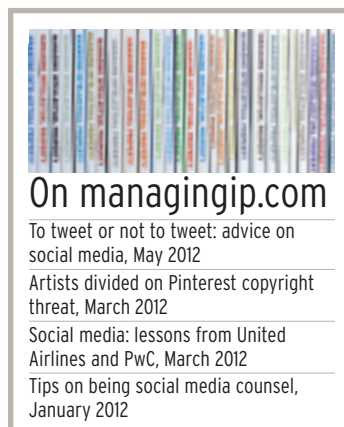 On managingip.com
To tweet or not to tweet: advice on
social media, May 2012
Artists divided on Pinterest copyright
threat, March 2012
Social media: lessons from United
Airlines and PwC, March 2012
Tips on being social media counsel,
January 2012